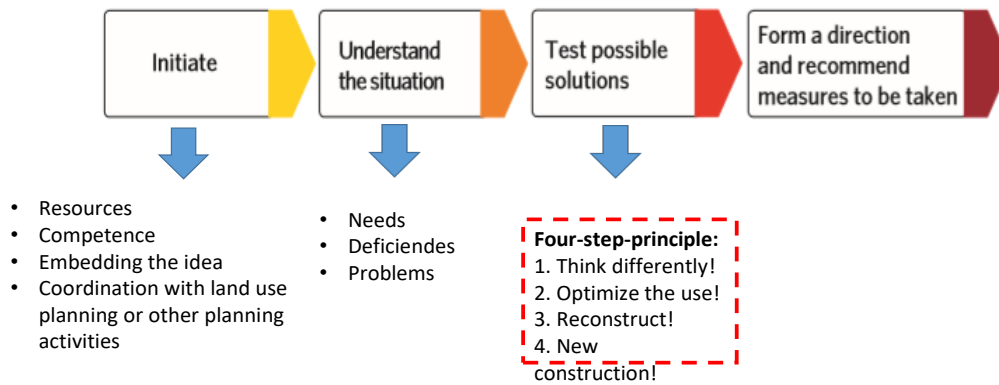 Initiate
Understand
the situation
Test possible
solutions
Form a direction
and recommend
measures to be taken
• Resources
• Competence
• Embedding the idea
• Coordination with land use
planning or other planning
activities
• Needs
• Deficiendes
• Problems
Four-step-principle:
1. Think differently!
2. Optimize the use!
3. Reconstruct!
4. New
construction!